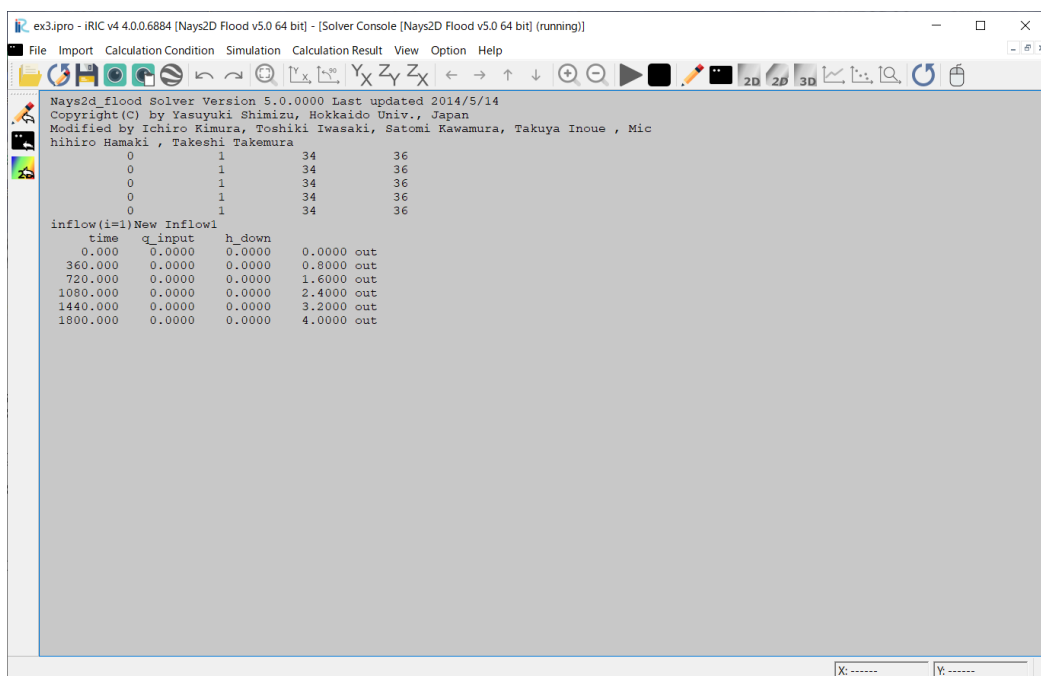 ex3.ipro - iRIC v4 4.0.0.6884 [Nays2D Flood v5.0 64 bit] - [Solver Console [Nays2D Flood v5.0 64 bit] (running)]
File Import Calculation Condition Simulation Calculation Result View Option Help
2D 2D 3D
Nays2d_flood Solver Version 5.0.0000 Last updated 2014/5/14
Copyright(C) by Yasuyuki Shimizu, Hokkaido Univ., Japan
Modified by Ichiro Kimura, Toshiki Iwasaki, Satomi Kawamura, Takuya Inoue , Mic
hihiro Hamaki , Takeshi Takemura
0 1 34 36
0 1 34 36
0 1 34 36
0 1 34 36
0 1 34 36
inflow(i=1)New Inflow1
time q_input h_down
0.000 0.0000 0.0000 0.0000 out
360.000 0.0000 0.0000 0.8000 out
720.000 0.0000 0.0000 1.6000 out
1080.000 0.0000 0.0000 2.4000 out
1440.000 0.0000 0.0000 3.2000 out
1800.000 0.0000 0.0000 4.0000 out
X: ------ Y: ------